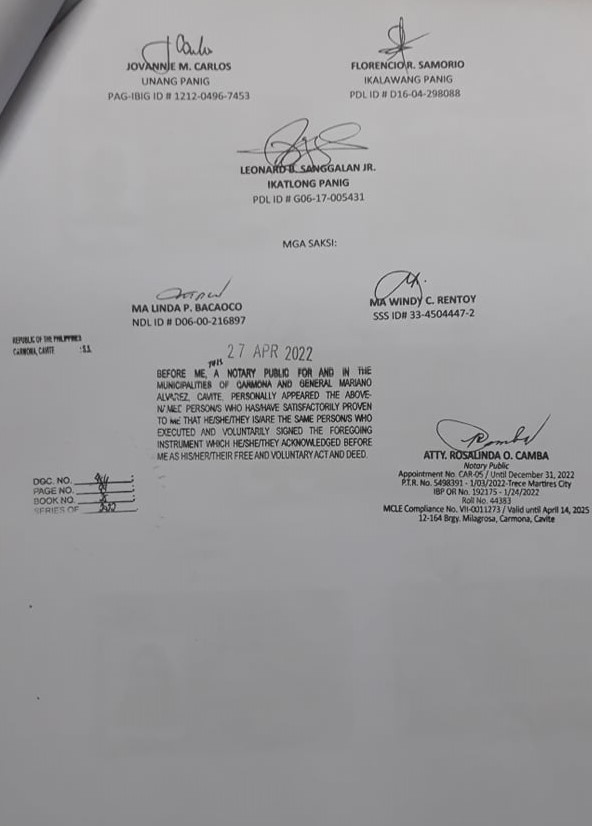 JOVANNIE M. CARLOS
UNANG PANIG
PAG-IBIG ID # 1212-0496-7453
FLORENCIO R. SAMORIO
IKALAWANG PANIG
PDL ID # D16-04-298088
LEONARD B. SANGGALAN JR.
IKATLONG PANIG
PDL ID # G06-17-005431
MGA SAKSI:
MA LINDA P. BACAOCO
NDL ID # D06-00-216897
MA WINDY C. RENTOY
SSS ID# 33-4504447-2
REPUBLIC OF THE PHILIPPINES
CARMONA, CAVITE : S.S.
THIS 27 APR 2022
BEFORE ME, A NOTARY PUBLIC FOR AND IN THE
MUNICIPALITIES OF CARMONA AND GENERAL MARIANO
ALVAREZ, CAVITE, PERSONALLY APPEARED THE ABOVE-
PERSON/S WHO HAS/HAVE SATISFACTORILY PROVEN
TO ME THAT HE/SHE/THEY IS/ARE THE SAME PERSON/S WHO
EXECUTED AND VOLUNTARILY SIGNED THE FOREGOING
INSTRUMENT WHICH HE/SHE/THEY ACKNOWLEDGED BEFORE
ME AS HIS/HER/THEIR FREE AND VOLUNTARY ACT AND DEED.
ATTY. ROSALINDA O. CAMBA
Notary Public
Appointment No. CAR-05 / Until December 31, 2022
P.T.R. No. 5498391 - 1/03/2022-Trece Martires City
IBP OR No. 192175 - 1/24/2022
Roll No. 44383
MCLE Compliance No. VII-0011273 / Valid until April 14, 2025
12-164 Brgy. Milagrosa, Carmona, Cavite
DOC. NO.
PAGE NO.
BOOK NO.
SERIES OF